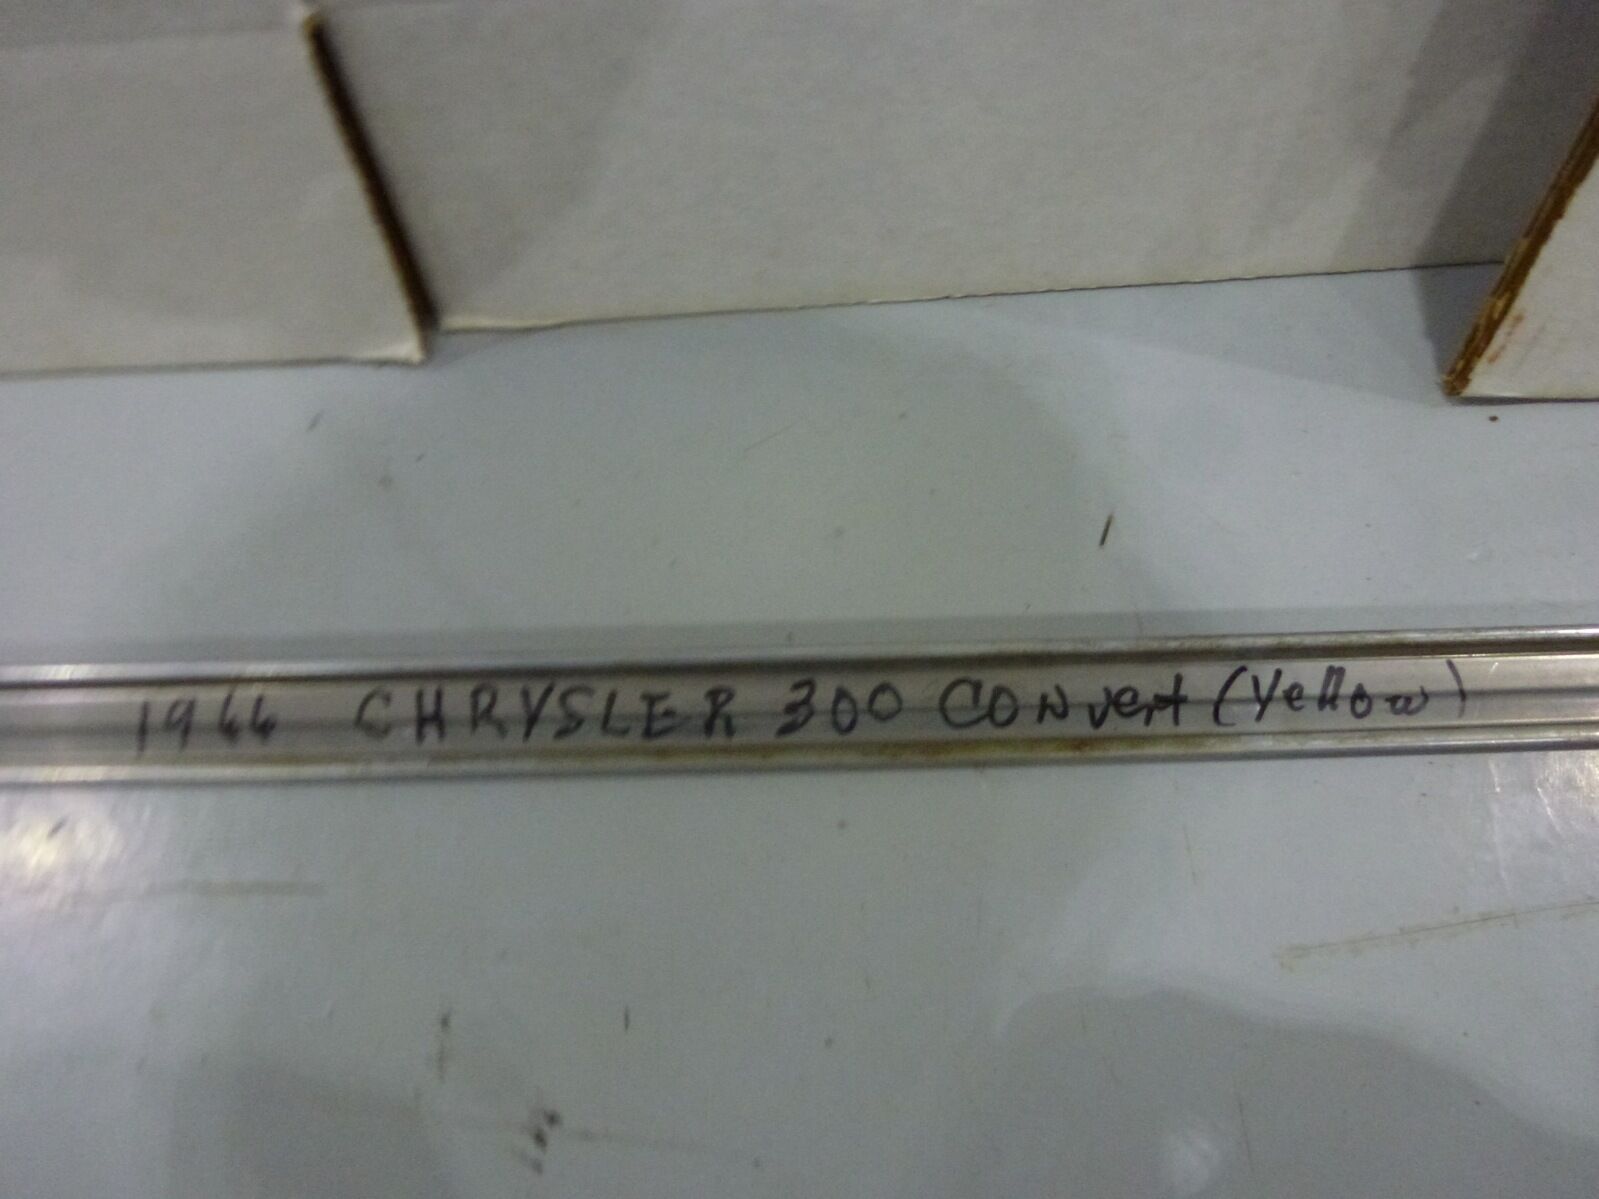 1966 CHRYSLER 300 CONvert (Yellow)